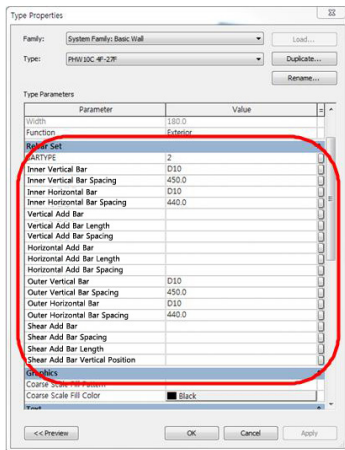 Type Properties
Family: System Family: Basic Wall Load...
Type: PHW10C 4F-27F Duplicate...
Rename...
Type Parameters
Parameter Value =
Width 180.0
Function Exterior
Rebar Set
BARTYPE 2
Inner Vertical Bar D10
Inner Vertical Bar Spacing 450.0
Inner Horizontal Bar D10
Inner Horizontal Bar Spacing 440.0
Vertical Add Bar
Vertical Add Bar Length
Vertical Add Bar Spacing
Horizontal Add Bar
Horizontal Add Bar Length
Horizontal Add Bar Spacing
Outer Vertical Bar D10
Outer Vertical Bar Spacing 450.0
Outer Horizontal Bar D10
Outer Horizontal Bar Spacing 440.0
Shear Add Bar
Shear Add Bar Spacing
Shear Add Bar Length
Shear Add Bar Vertical Position
Graphics
Coarse Scale Fill Pattern
Coarse Scale Fill Color Black
Text
<< Preview OK Cancel Apply